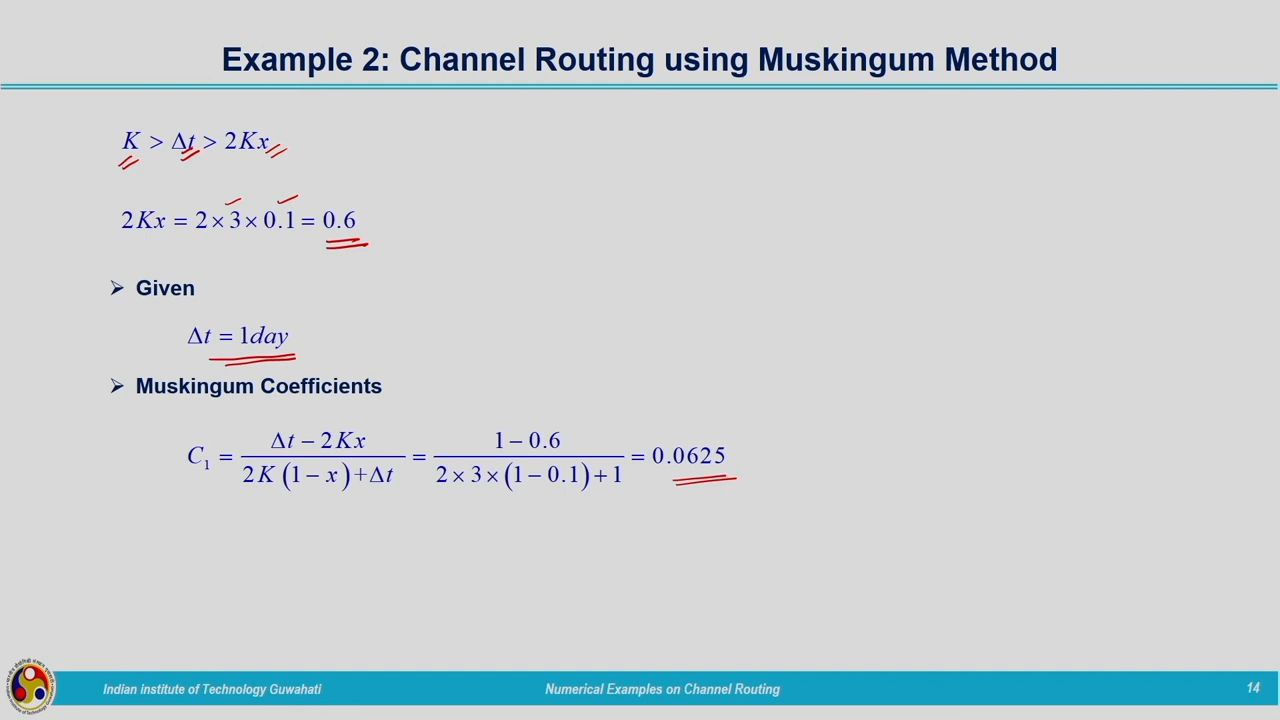 Example 2: Channel Routing using Muskingum Method
K > Δt > 2Kx
2Kx = 2 × 3 × 0.1 = 0.6
➢ Given
Δt = 1day
➢ Muskingum Coefficients
C₁ = (Δt − 2Kx) / (2K(1 − x)+Δt) = (1 − 0.6) / (2 × 3 × (1 − 0.1) + 1) = 0.0625
Indian institute of Technology Guwahati
Numerical Examples on Channel Routing
14